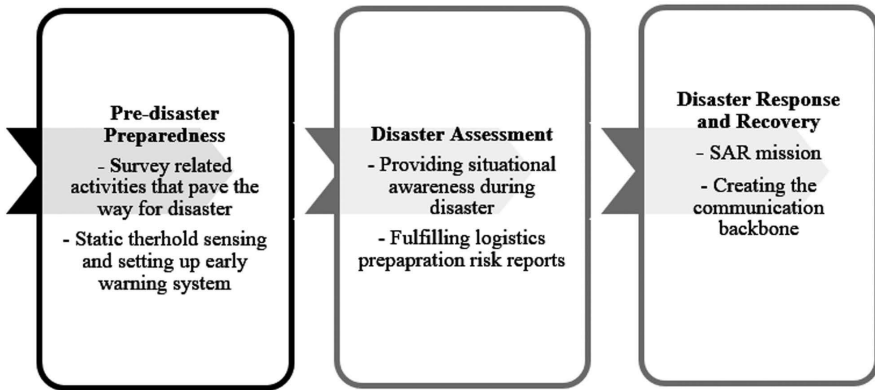 Pre-disaster
Preparedness
- Survey related
activities that pave the
way for disaster
- Static therhold sensing
and setting up early
warning system
Disaster Assessment
- Providing situational
awareness during
disaster
- Fulfilling logistics
prepapration risk reports
Disaster Response
and Recovery
- SAR mission
- Creating the
communication
backbone